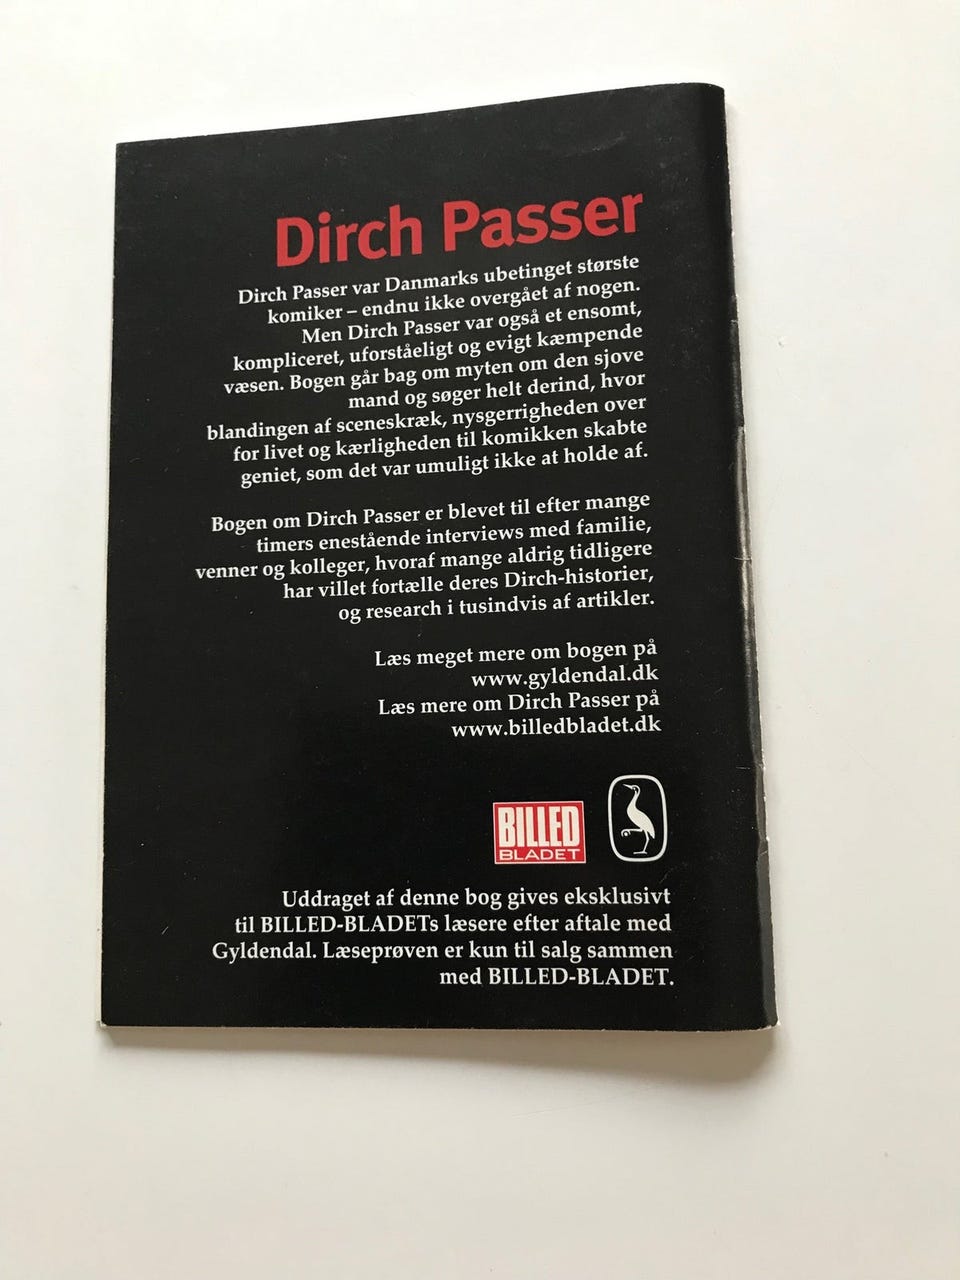 Dirch Passer
Dirch Passer var Danmarks ubetinget største
komiker – endnu ikke overgået af nogen.
Men Dirch Passer var også et ensomt,
kompliceret, uforståeligt og evigt kæmpende
væsen. Bogen går bag om myten om den sjove
mand og søger helt derind, hvor
blandingen af sceneskræk, nysgerrigheden over
for livet og kærligheden til komikken skabte
geniet, som det var umuligt ikke at holde af.
Bogen om Dirch Passer er blevet til efter mange
timers enestående interviews med familie,
venner og kolleger, hvoraf mange aldrig tidligere
har villet fortælle deres Dirch-historier,
og research i tusindvis af artikler.
Læs meget mere om bogen på
www.gyldendal.dk
Læs mere om Dirch Passer på
www.billedbladet.dk
BILLED
BLADET
Uddraget af denne bog gives eksklusivt
til BILLED-BLADETs læsere efter aftale med
Gyldendal. Læseprøven er kun til salg sammen
med BILLED-BLADET.